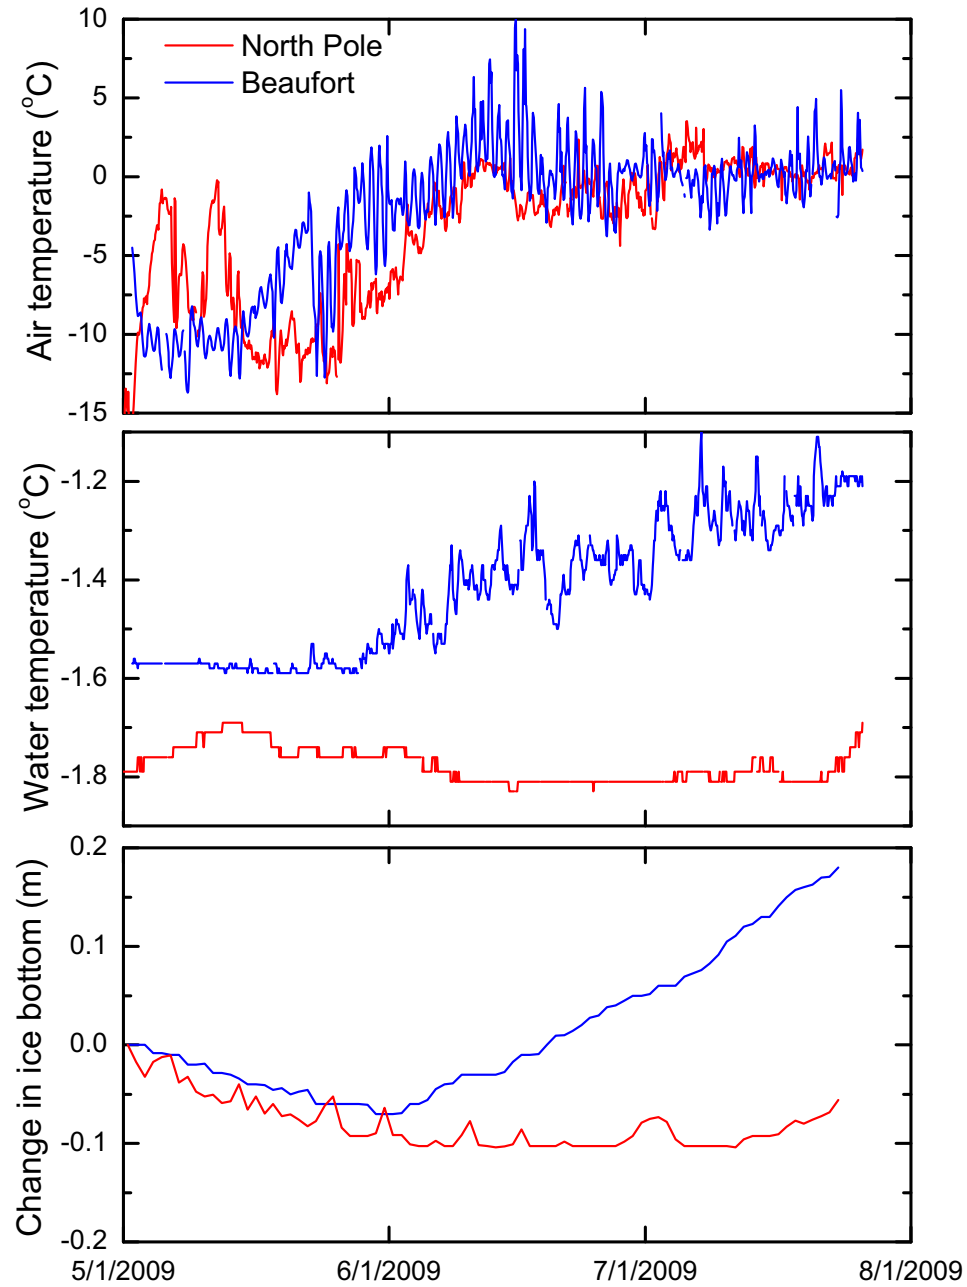 North Pole
Beaufort
Air temperature (°C)
10
5
0
-5
-10
-15
Water temperature (°C)
-1.2
-1.4
-1.6
-1.8
Change in ice bottom (m)
0.2
0.1
0.0
-0.1
-0.2
5/1/2009 6/1/2009 7/1/2009 8/1/2009